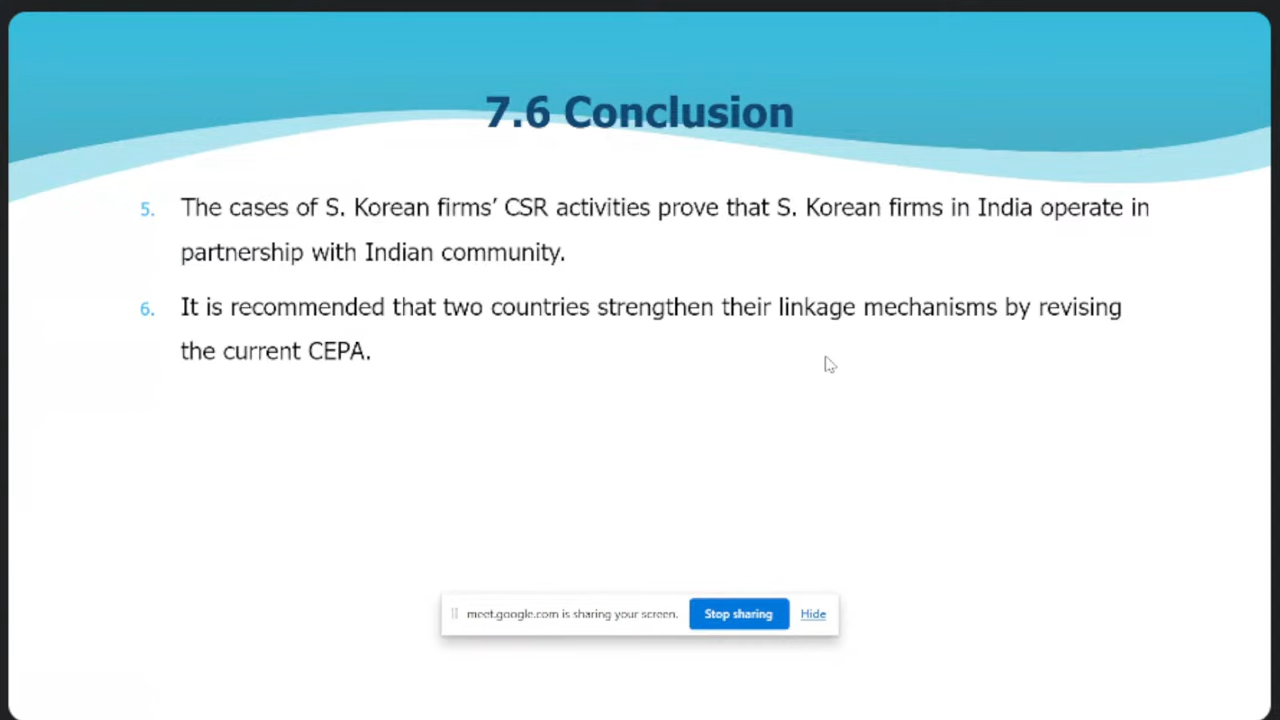 7.6 Conclusion
5. The cases of S. Korean firms’ CSR activities prove that S. Korean firms in India operate in
partnership with Indian community.
6. It is recommended that two countries strengthen their linkage mechanisms by revising
the current CEPA.
meet.google.com is sharing your screen. Stop sharing Hide